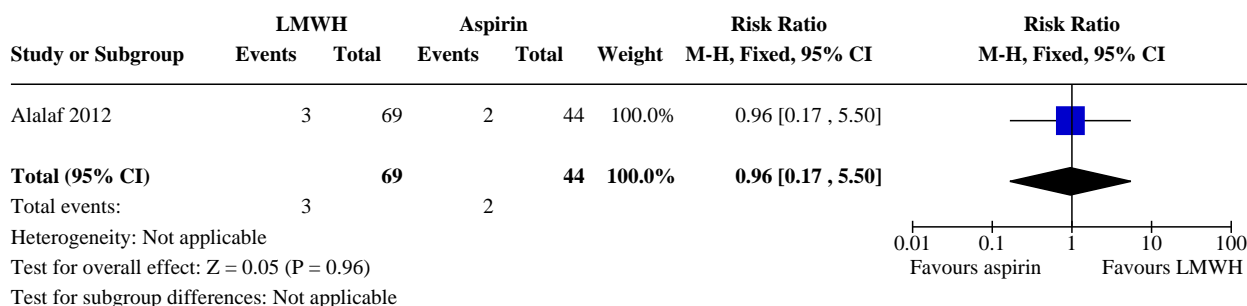 LMWH Aspirin Risk Ratio Risk Ratio
Study or Subgroup Events Total Events Total Weight M-H, Fixed, 95% CI M-H, Fixed, 95% CI
Alalaf 2012 3 69 2 44 100.0% 0.96 [0.17 , 5.50]
Total (95% CI) 69 44 100.0% 0.96 [0.17 , 5.50]
Total events: 3 2
Heterogeneity: Not applicable
0.01 0.1 1 10 100
Test for overall effect: Z = 0.05 (P = 0.96)
Favours aspirin Favours LMWH
Test for subgroup differences: Not applicable